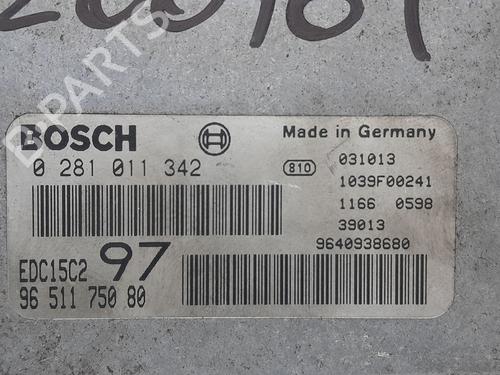 BOSCH
Made in Germany
0 281 011 342
810
031013
1039F00241
1166 0598
39013
9640938680
EDC15C2 97
96 511 750 80
B-PARTS